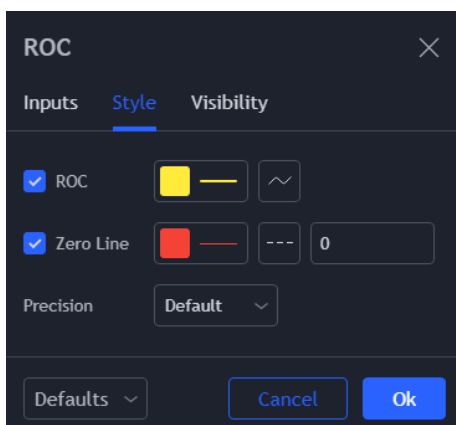 ROC
Inputs Style Visibility
ROC
Zero Line 0
Precision Default
Defaults Cancel Ok